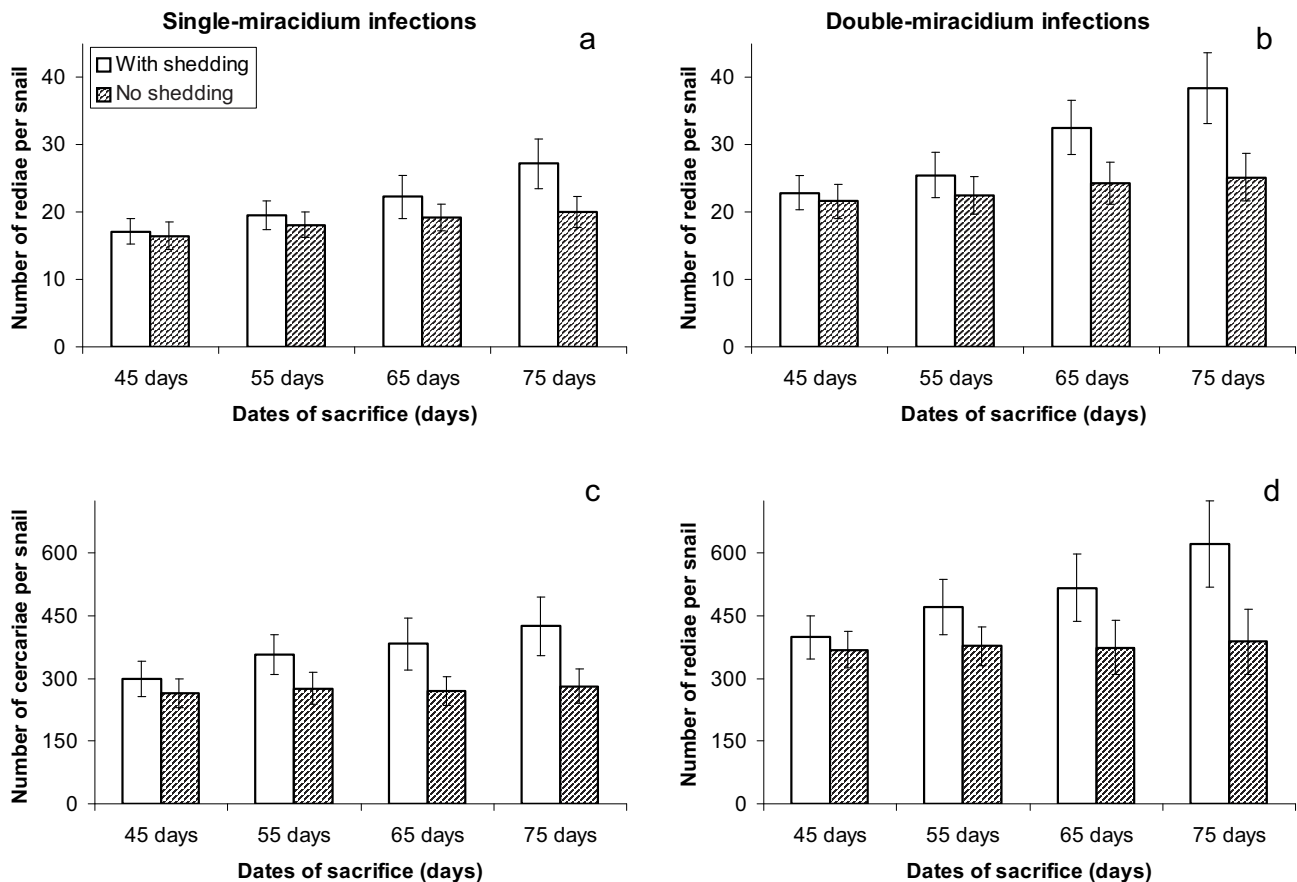 Single-miracidium infections
a
With shedding
No shedding
Number of rediae per snail
40
30
20
10
0
45 days 55 days 65 days 75 days
Dates of sacrifice (days)
Double-miracidium infections
b
Number of rediae per snail
40
30
20
10
0
45 days 55 days 65 days 75 days
Dates of sacrifice (days)
c
Number of cercariae per snail
600
450
300
150
0
45 days 55 days 65 days 75 days
Dates of sacrifice (days)
d
Number of rediae per snail
600
450
300
150
0
45 days 55 days 65 days 75 days
Dates of sacrifice (days)